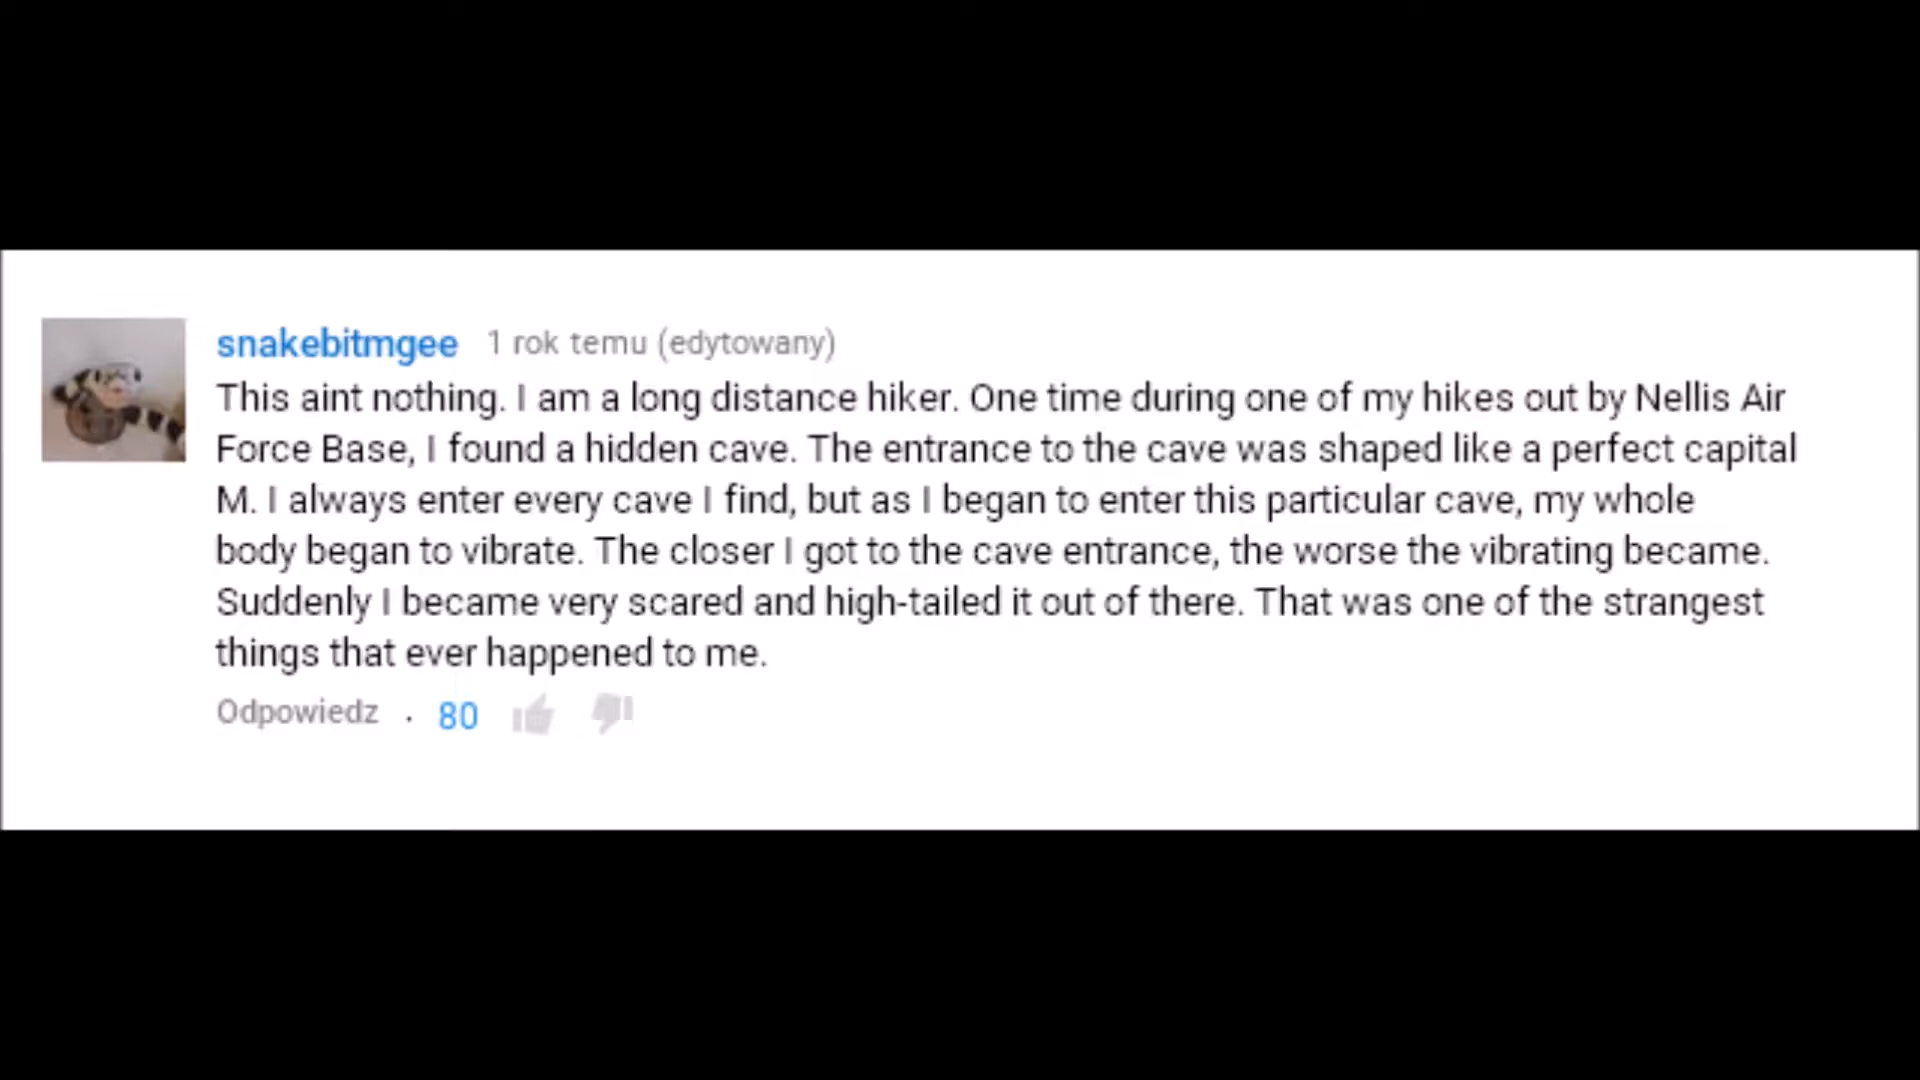 snakebitmgee 1 rok temu (edytowany)
This aint nothing. I am a long distance hiker. One time during one of my hikes out by Nellis Air
Force Base, I found a hidden cave. The entrance to the cave was shaped like a perfect capital
M. I always enter every cave I find, but as I began to enter this particular cave, my whole
body began to vibrate. The closer I got to the cave entrance, the worse the vibrating became.
Suddenly I became very scared and high-tailed it out of there. That was one of the strangest
things that ever happened to me.
Odpowiedz · 80